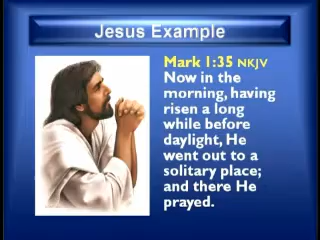 Jesus Example
Mark 1:35 NKJV
Now in the
morning, having
risen a long
while before
daylight, He
went out to a
solitary place;
and there He
prayed.